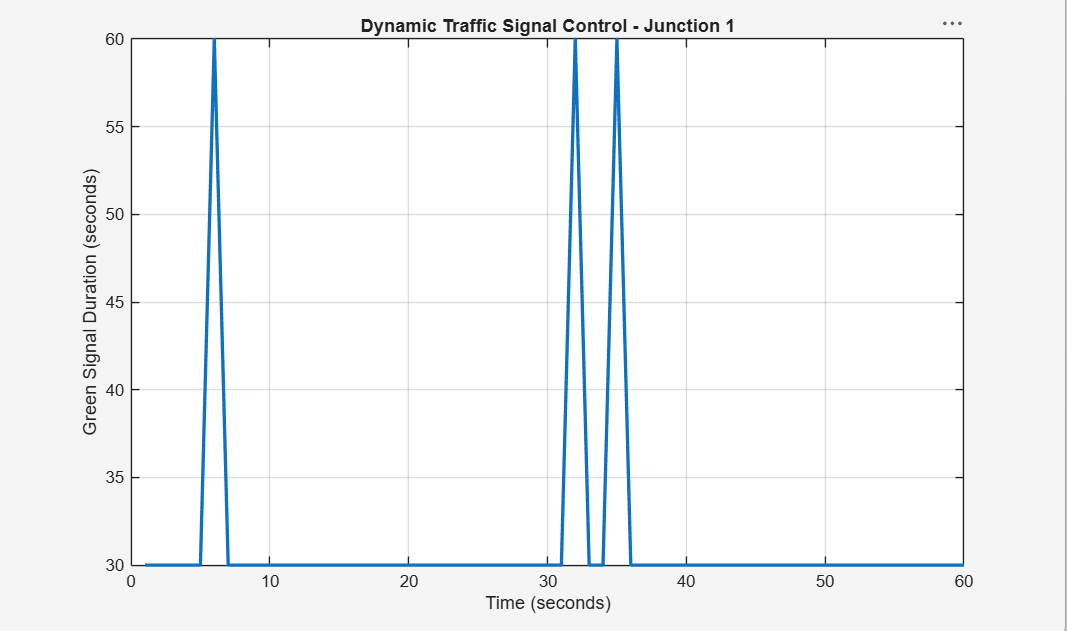 Dynamic Traffic Signal Control - Junction 1
60
55
50
45
40
35
30
Green Signal Duration (seconds)
0 10 20 30 40 50 60
Time (seconds)